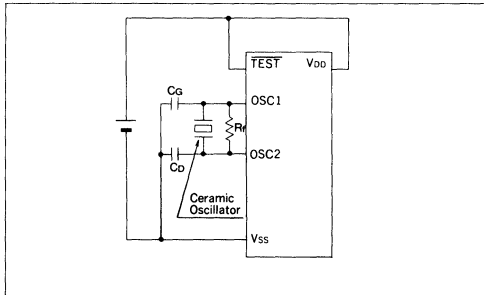 TEST VDD
CG
OSC1
Rf
OSC2
CD
Ceramic
Oscillator
VSS